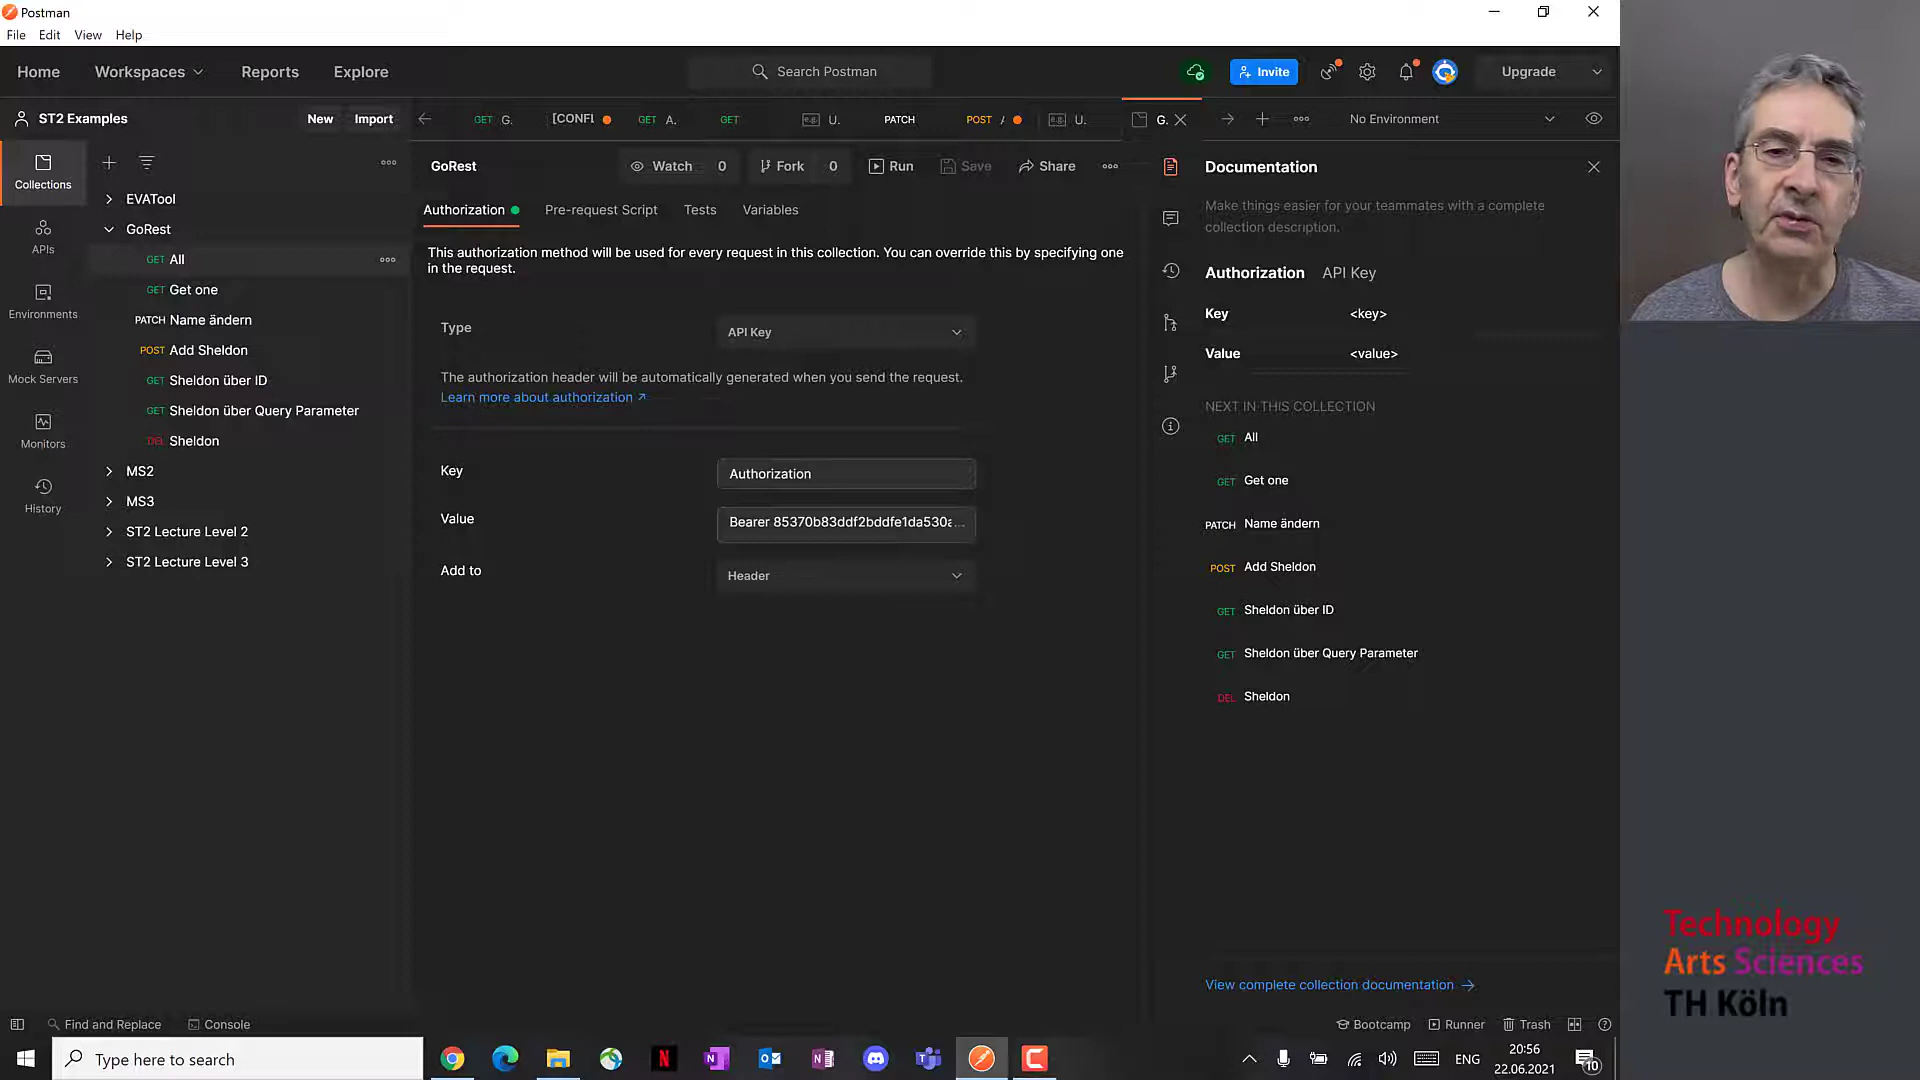 Postman
File Edit View Help
Home Workspaces Reports Explore Search Postman Invite Upgrade
ST2 Examples New Import GET G. [CONFL GET A. GET U. PATCH POST / U. G. No Environment
Collections
APIs
Environments
Mock Servers
Monitors
History
EVATool
GoRest
GET All
GET Get one
PATCH Name ändern
POST Add Sheldon
GET Sheldon über ID
GET Sheldon über Query Parameter
DEL Sheldon
MS2
MS3
ST2 Lecture Level 2
ST2 Lecture Level 3
GoRest Watch 0 Fork 0 Run Save Share
Authorization Pre-request Script Tests Variables
This authorization method will be used for every request in this collection. You can override this by specifying one
in the request.
Type API Key
The authorization header will be automatically generated when you send the request.
Learn more about authorization ↗
Key Authorization
Value Bearer 85370b83ddf2bddfe1da530a...
Add to Header
Documentation
Make things easier for your teammates with a complete
collection description.
Authorization API Key
Key <key>
Value <value>
NEXT IN THIS COLLECTION
GET All
GET Get one
PATCH Name ändern
POST Add Sheldon
GET Sheldon über ID
GET Sheldon über Query Parameter
DEL Sheldon
View complete collection documentation →
Find and Replace Console Bootcamp Runner Trash
Type here to search
ENG 20:56
22.06.2021
10
Technology
Arts Sciences
TH Köln